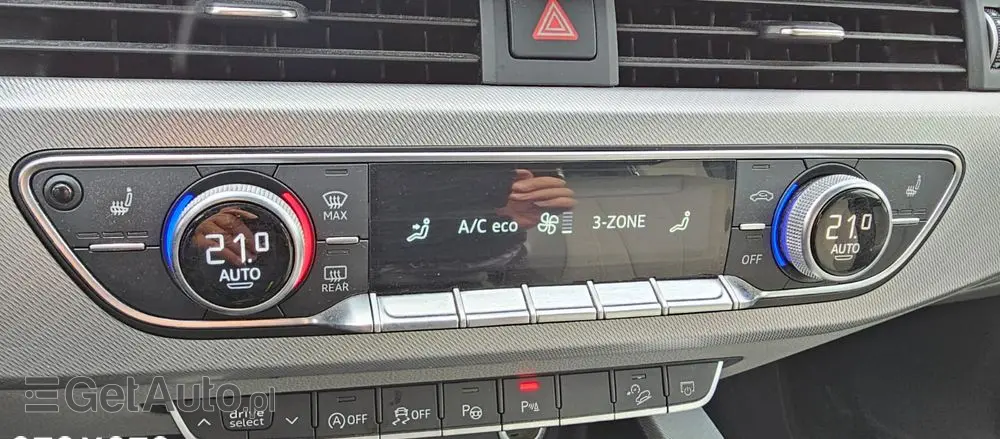 MAX
21.0
AUTO
REAR
A/C eco
3-ZONE
21.0
AUTO
OFF
GetAuto.pl
drive
select
A OFF
OFF
P
P